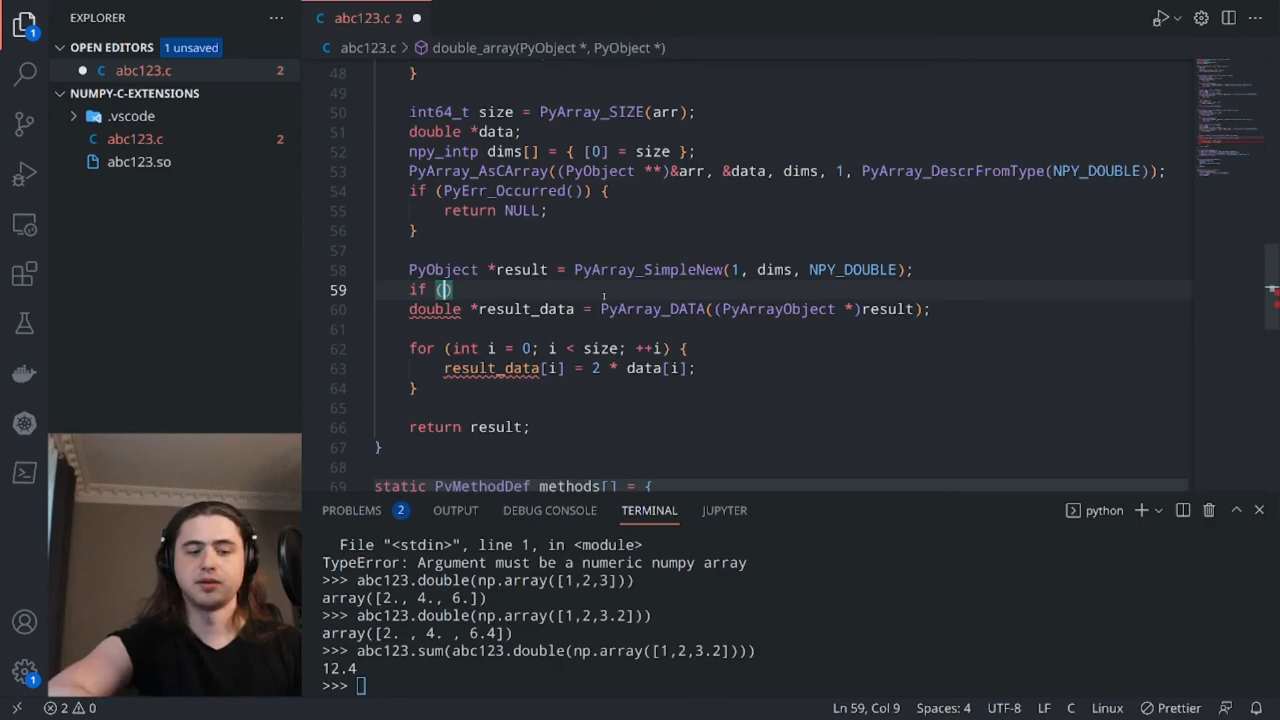 EXPLORER
OPEN EDITORS 1 unsaved
abc123.c 2
NUMPY-C-EXTENSIONS
.vscode
abc123.c 2
abc123.so
1
1
abc123.c 2
abc123.c > double_array(PyObject *, PyObject *)
48 }
49
50 int64_t size = PyArray_SIZE(arr);
51 double *data;
52 npy_intp dims[] = { [0] = size };
53 PyArray_AsCArray((PyObject **)&arr, &data, dims, 1, PyArray_DescrFromType(NPY_DOUBLE));
54 if (PyErr_Occurred()) {
55 return NULL;
56 }
57
58 PyObject *result = PyArray_SimpleNew(1, dims, NPY_DOUBLE);
59 if ()
60 double *result_data = PyArray_DATA((PyArrayObject *)result);
61
62 for (int i = 0; i < size; ++i) {
63 result_data[i] = 2 * data[i];
64 }
65
66 return result;
67 }
68
69 static PyMethodDef methods[] = {
PROBLEMS 2 OUTPUT DEBUG CONSOLE TERMINAL JUPYTER python
File "<stdin>", line 1, in <module>
TypeError: Argument must be a numeric numpy array
>>> abc123.double(np.array([1,2,3]))
array([2., 4., 6.])
>>> abc123.double(np.array([1,2,3.2]))
array([2. , 4. , 6.4])
>>> abc123.sum(abc123.double(np.array([1,2,3.2])))
12.4
>>>
2 0 Ln 59, Col 9 Spaces: 4 UTF-8 LF C Linux Prettier